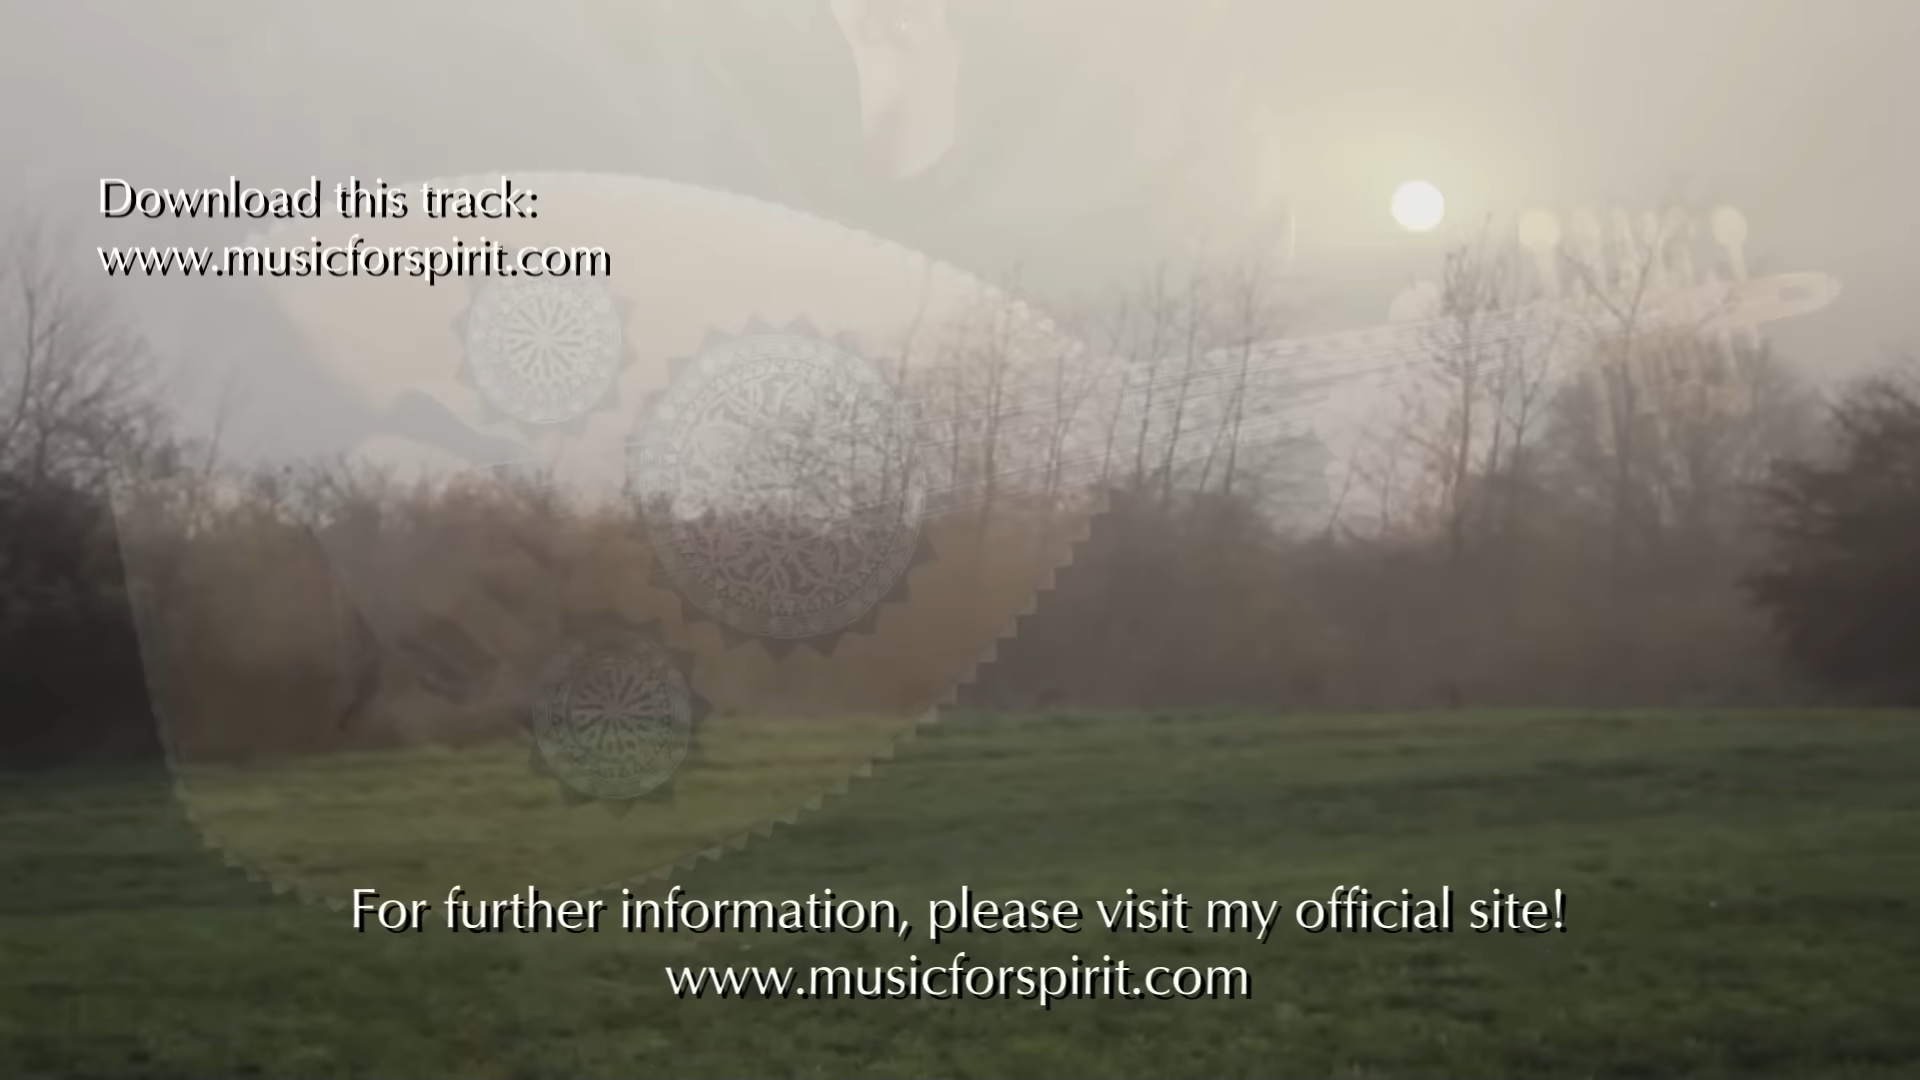 Download this track:
www.musicforspirit.com
For further information, please visit my official site!
www.musicforspirit.com